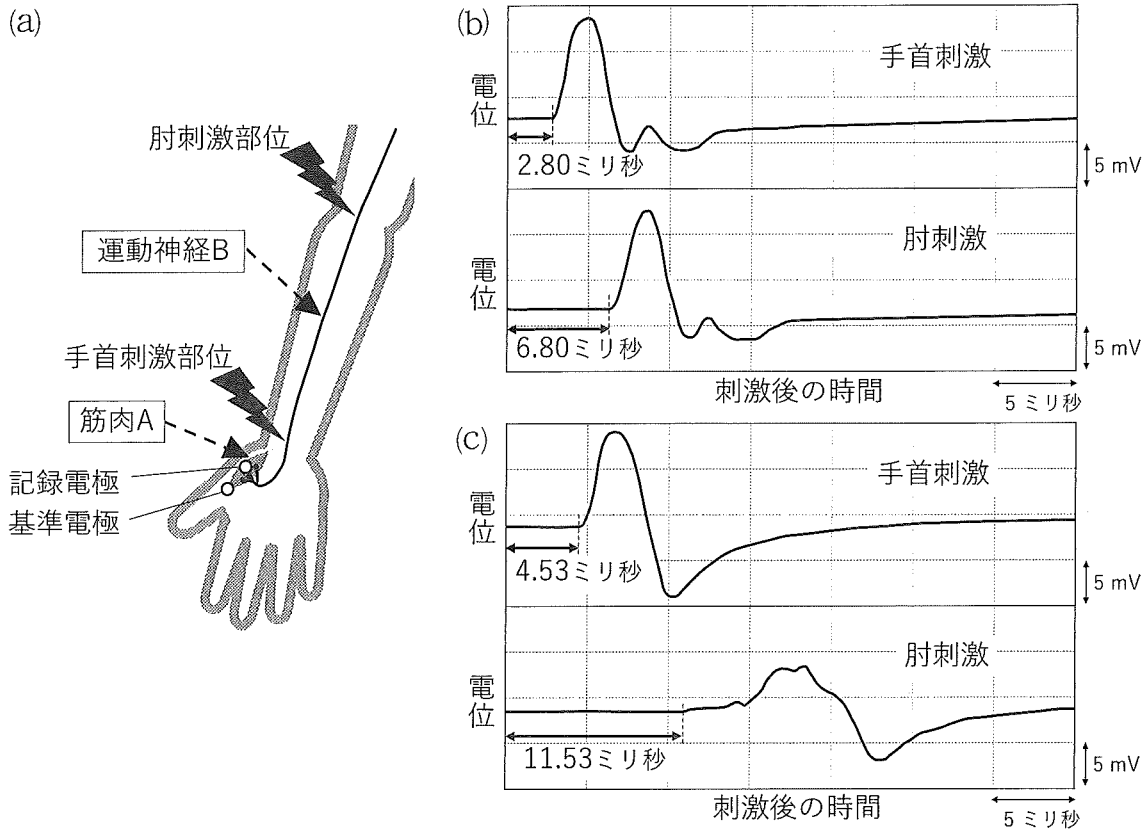 (a)
肘刺激部位
運動神経B
手首刺激部位
筋肉A
記録電極
基準電極
(b)
手首刺激
電位
2.80ミリ秒
5 mV
肘刺激
電位
6.80ミリ秒
5 mV
刺激後の時間
5 ミリ秒
(c)
手首刺激
電位
4.53ミリ秒
5 mV
肘刺激
電位
11.53ミリ秒
5 mV
刺激後の時間
5 ミリ秒